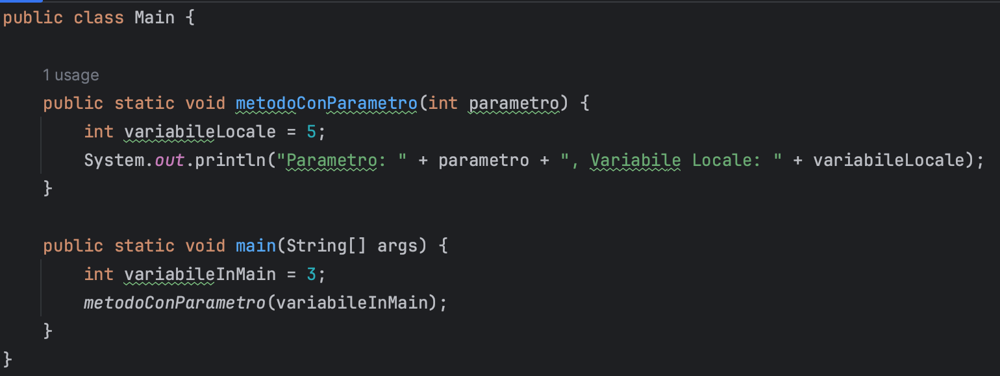 public class Main {
1 usage
public static void metodoConParametro(int parametro) {
int variabileLocale = 5;
System.out.println("Parametro: " + parametro + ", Variabile Locale: " + variabileLocale);
}
public static void main(String[] args) {
int variabileInMain = 3;
metodoConParametro(variabileInMain);
}
}